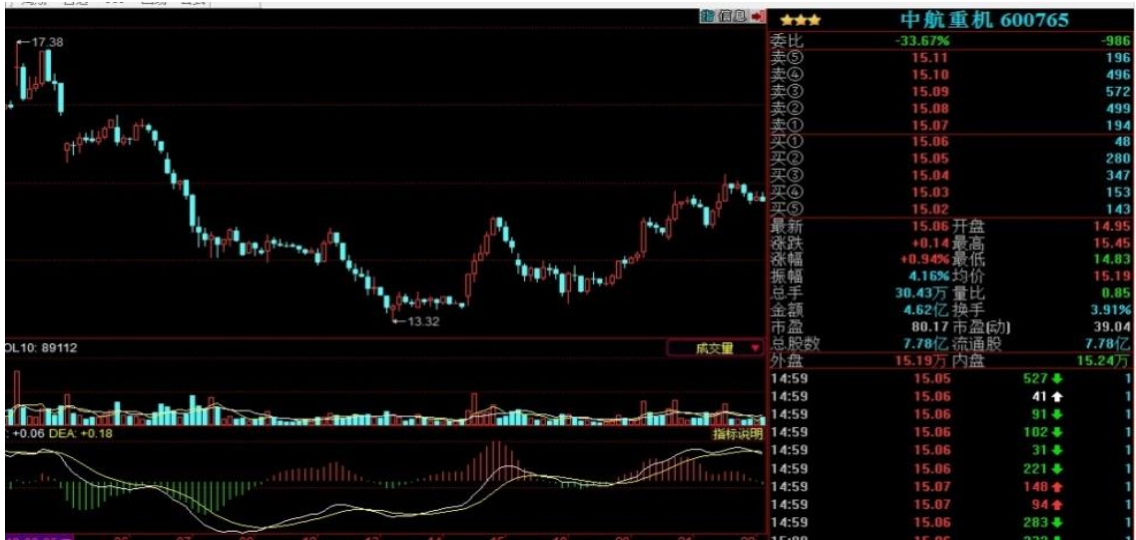 信息
中航重机 600765
17.38
委比 -33.67% -986
卖⑤ 15.11 196
卖④ 15.10 496
卖③ 15.09 572
卖② 15.08 499
卖① 15.07 194
买① 15.06 48
买② 15.05 280
买③ 15.04 347
买④ 15.03 153
买⑤ 15.02 143
最新 15.06 开盘 14.95
涨跌 +0.14 最高 15.45
涨幅 +0.94% 最低 14.83
振幅 4.16% 均价 15.19
总手 30.43万 量比 0.85
金额 4.62亿 换手 3.91%
市盈 80.17 市盈(动) 39.04
总股数 7.78亿 流通股 7.78亿
外盘 15.19万 内盘 15.24万
13.32
OL10: 89112
成交量
14:59 15.05 527 1
14:59 15.06 41 1
14:59 15.06 91 1
14:59 15.06 102 1
14:59 15.06 31 1
14:59 15.06 221 1
14:59 15.07 148 1
14:59 15.07 94 1
14:59 15.06 283 1
: +0.06 DEA: +0.18
指标说明